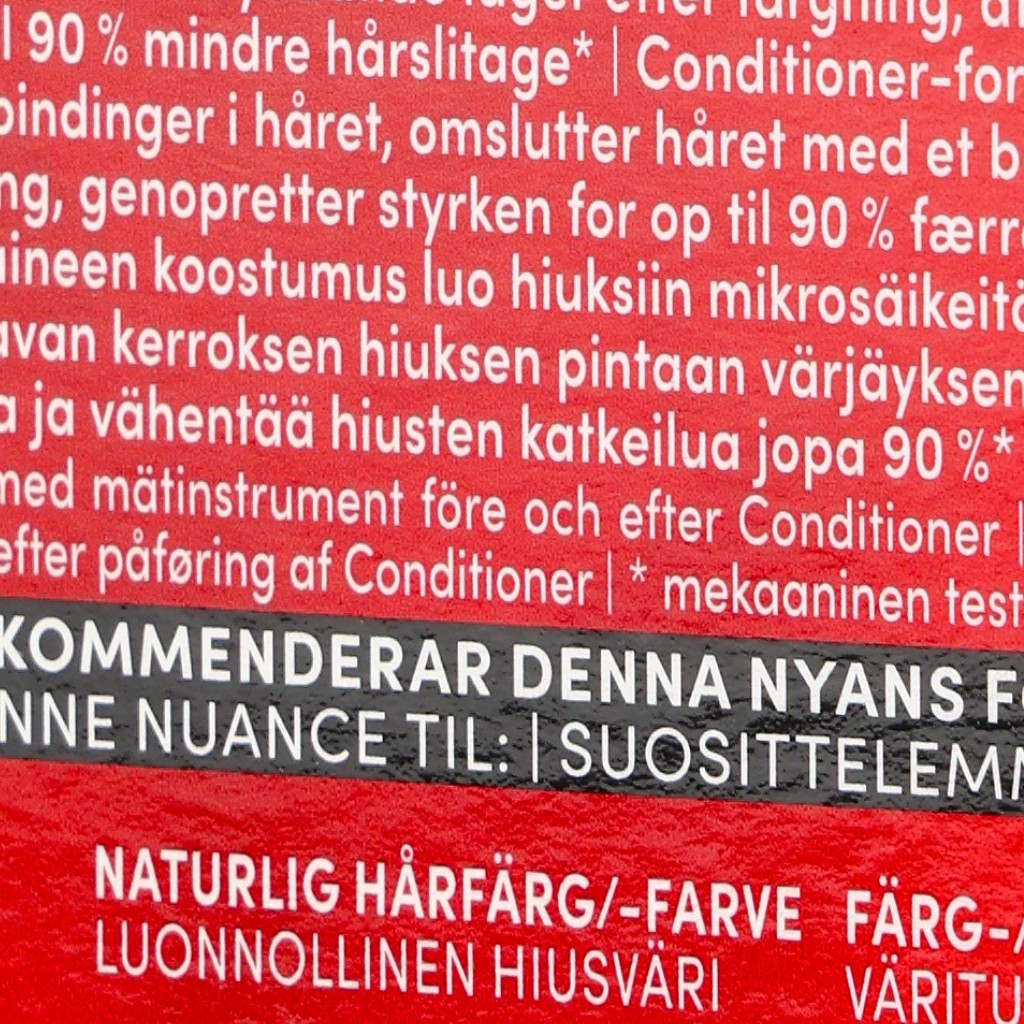 efter färgning,
90 % mindre hårslitage* | Conditioner-for
bindinger i håret, omslutter håret med et b
ng, genopretter styrken for op til 90 % færr
ineen koostumus luo hiuksiin mikrosäikeitä
avan kerroksen hiuksen pintaan värjäyksen
a ja vähentää hiusten katkeilua jopa 90 %*
med mätinstrument före och efter Conditioner |
efter påføring af Conditioner | * mekaaninen test
KOMMENDERAR DENNA NYANS F
NNE NUANCE TIL: | SUOSITTELEMM
NATURLIG HÅRFÄRG/-FARVE FÄRG-/
LUONNOLLINEN HIUSVÄRI VÄRITU